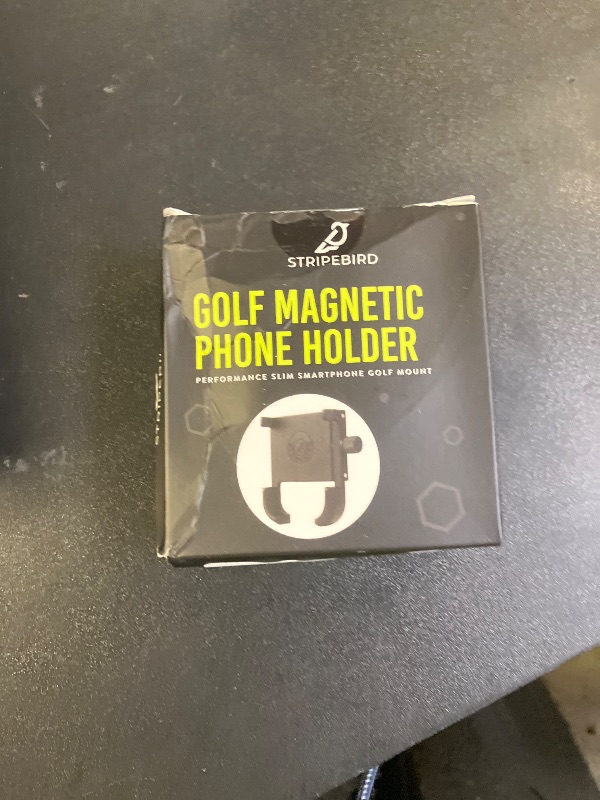 STRIPEBIRD
GOLF MAGNETIC
PHONE HOLDER
PERFORMANCE SLIM SMARTPHONE GOLF MOUNT